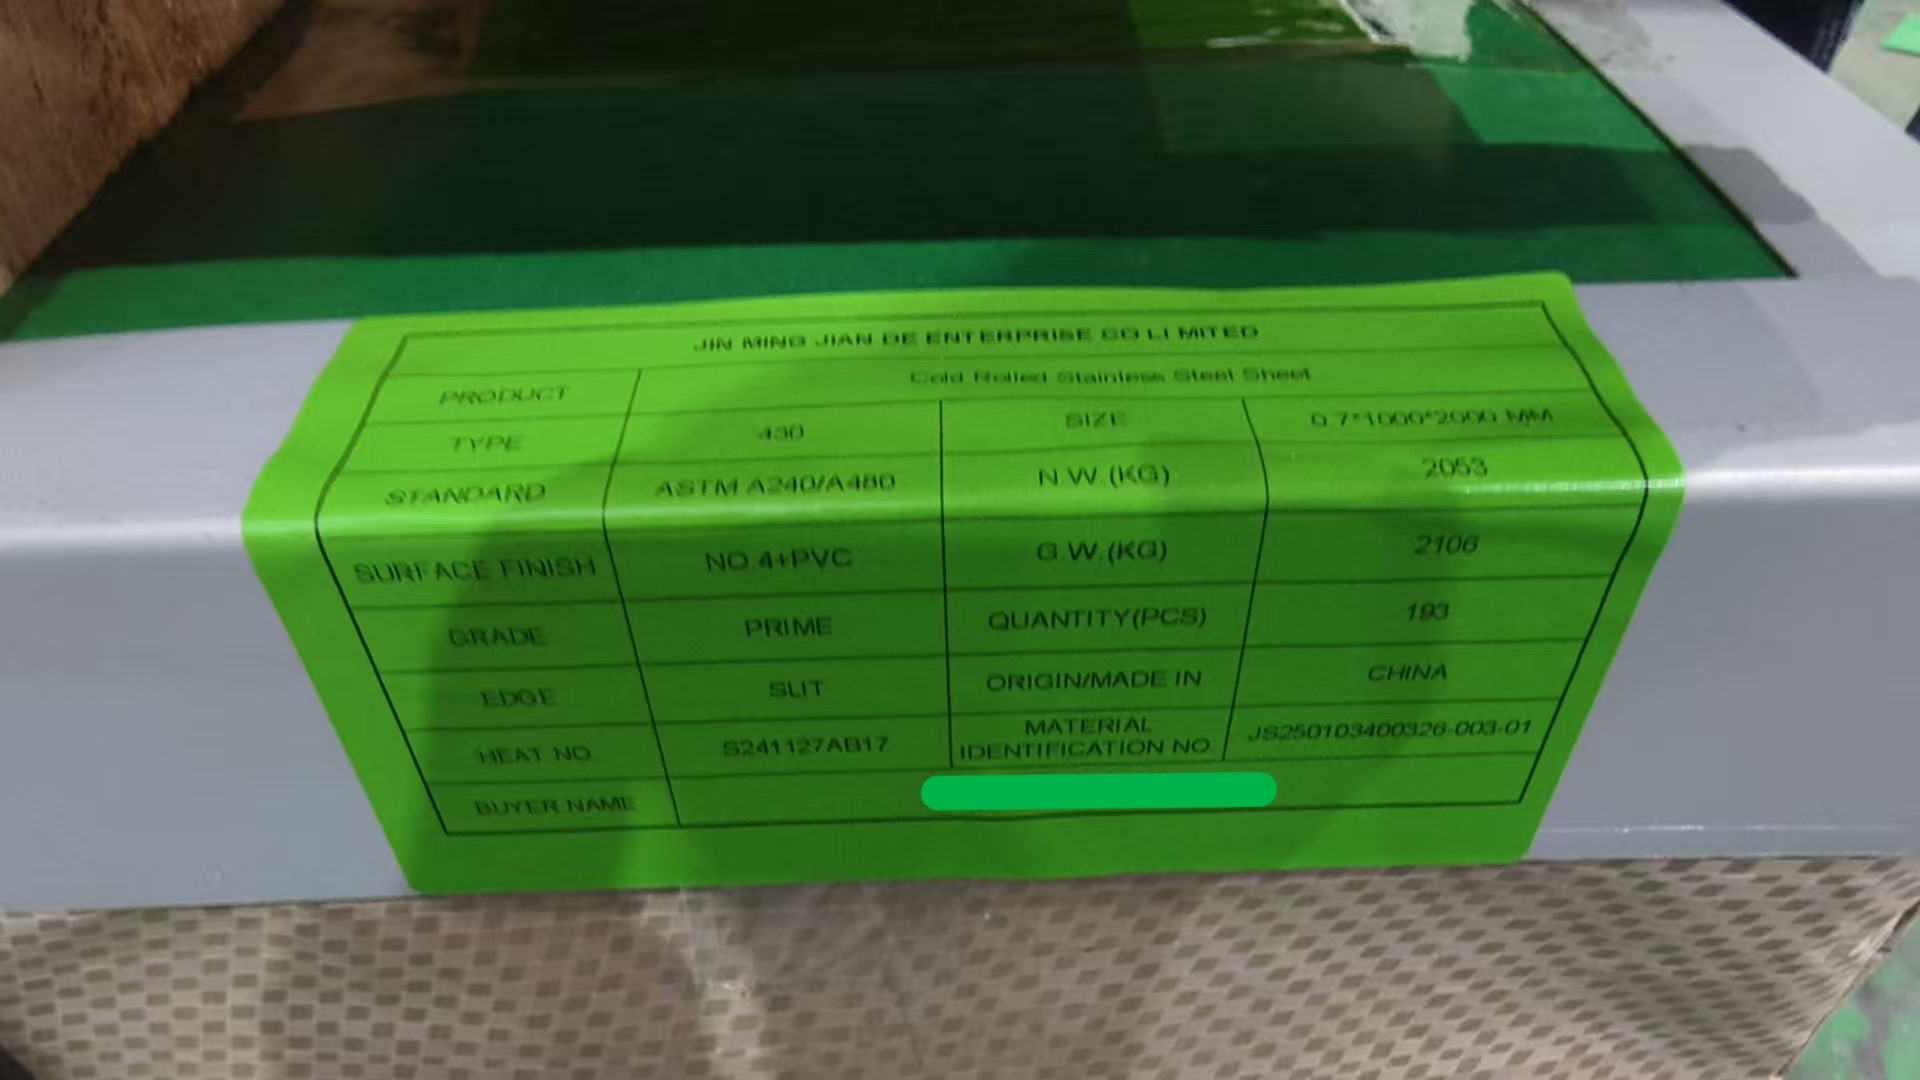 JIN MING JIAN DE ENTERPRISE CO LI MITED
PRODUCT Cold Rolled Stainless Steel Sheet
TYPE 430 SIZE 0.7*1000*2000 MM
STANDARD ASTM A240/A480 N.W.(KG) 2053
SURFACE FINISH NO.4+PVC G.W.(KG) 2106
GRADE PRIME QUANTITY(PCS) 193
EDGE SLIT ORIGIN/MADE IN CHINA
HEAT NO. S241127AB17 MATERIAL IDENTIFICATION NO. JS250103400326-003-01
BUYER NAME